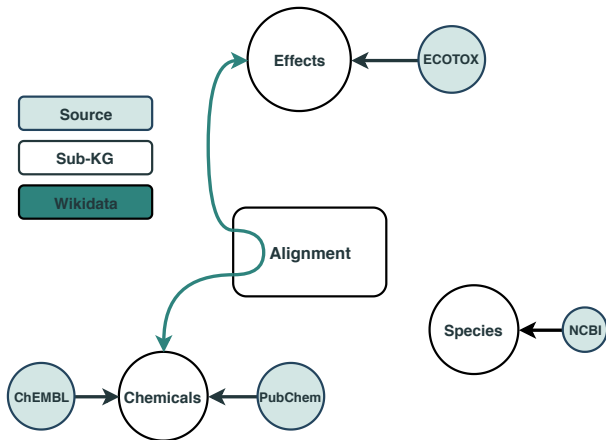 Effects
ECOTOX
Source
Sub-KG
Wikidata
Alignment
Species
NCBI
ChEMBL
Chemicals
PubChem